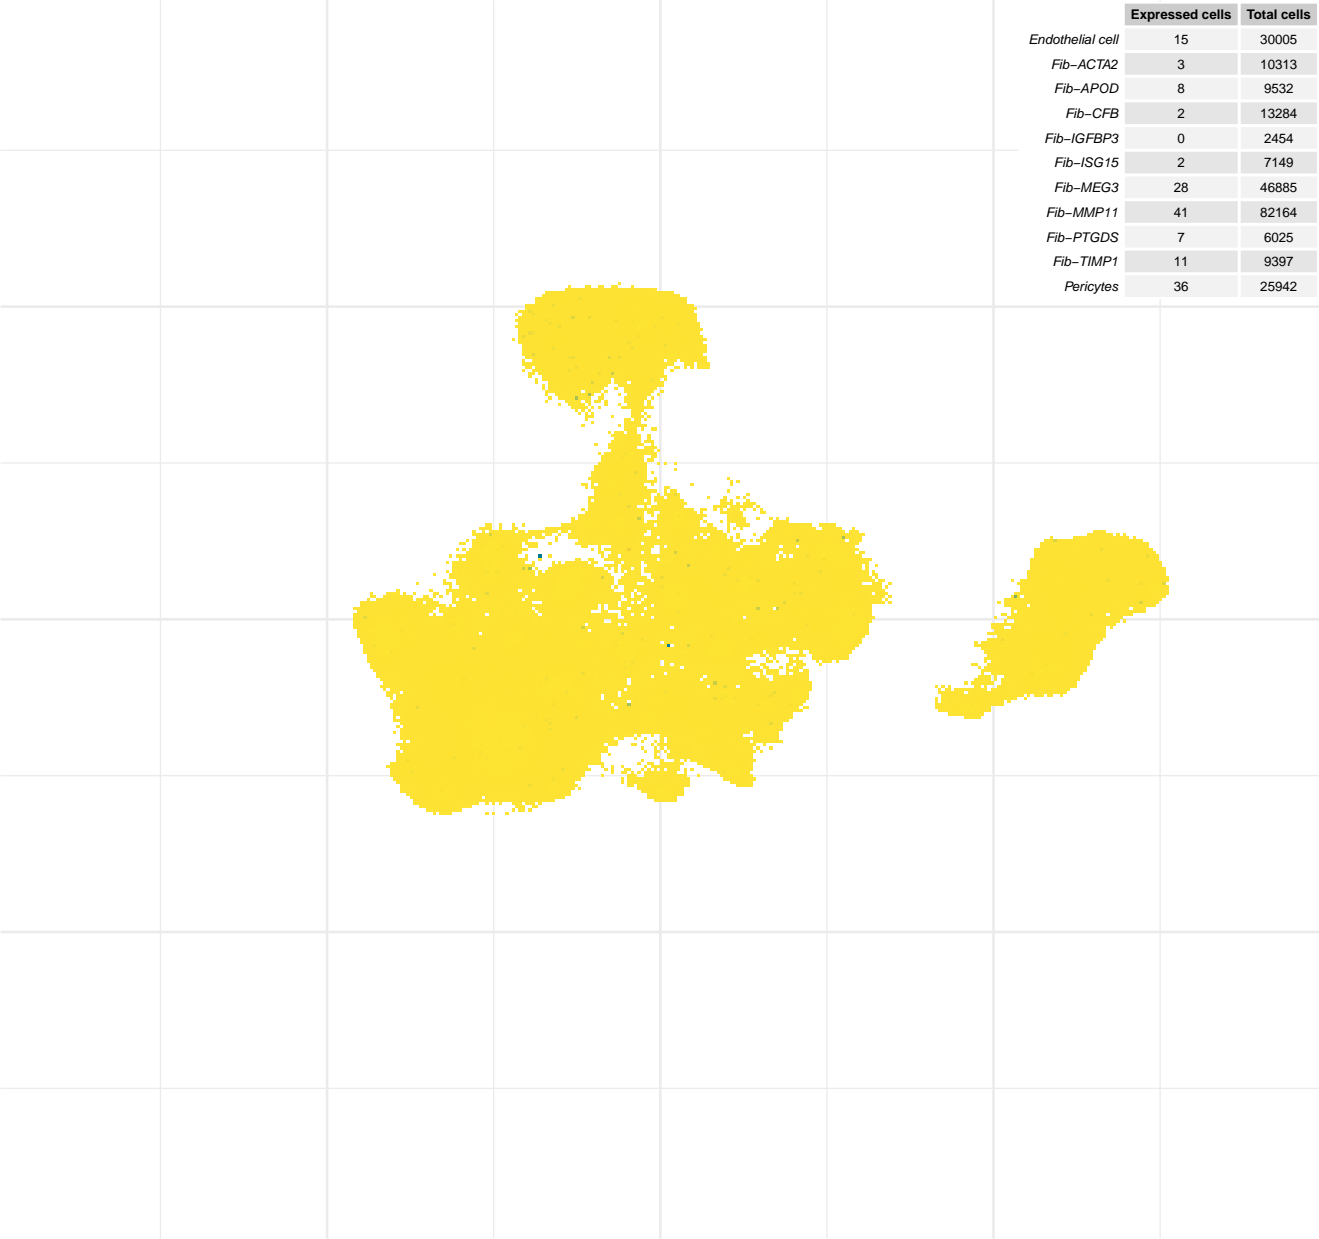 Expressed cells Total cells
Endothelial cell 15 30005
Fib−ACTA2 3 10313
Fib−APOD 8 9532
Fib−CFB 2 13284
Fib−IGFBP3 0 2454
Fib−ISG15 2 7149
Fib−MEG3 28 46885
Fib−MMP11 41 82164
Fib−PTGDS 7 6025
Fib−TIMP1 11 9397
Pericytes 36 25942